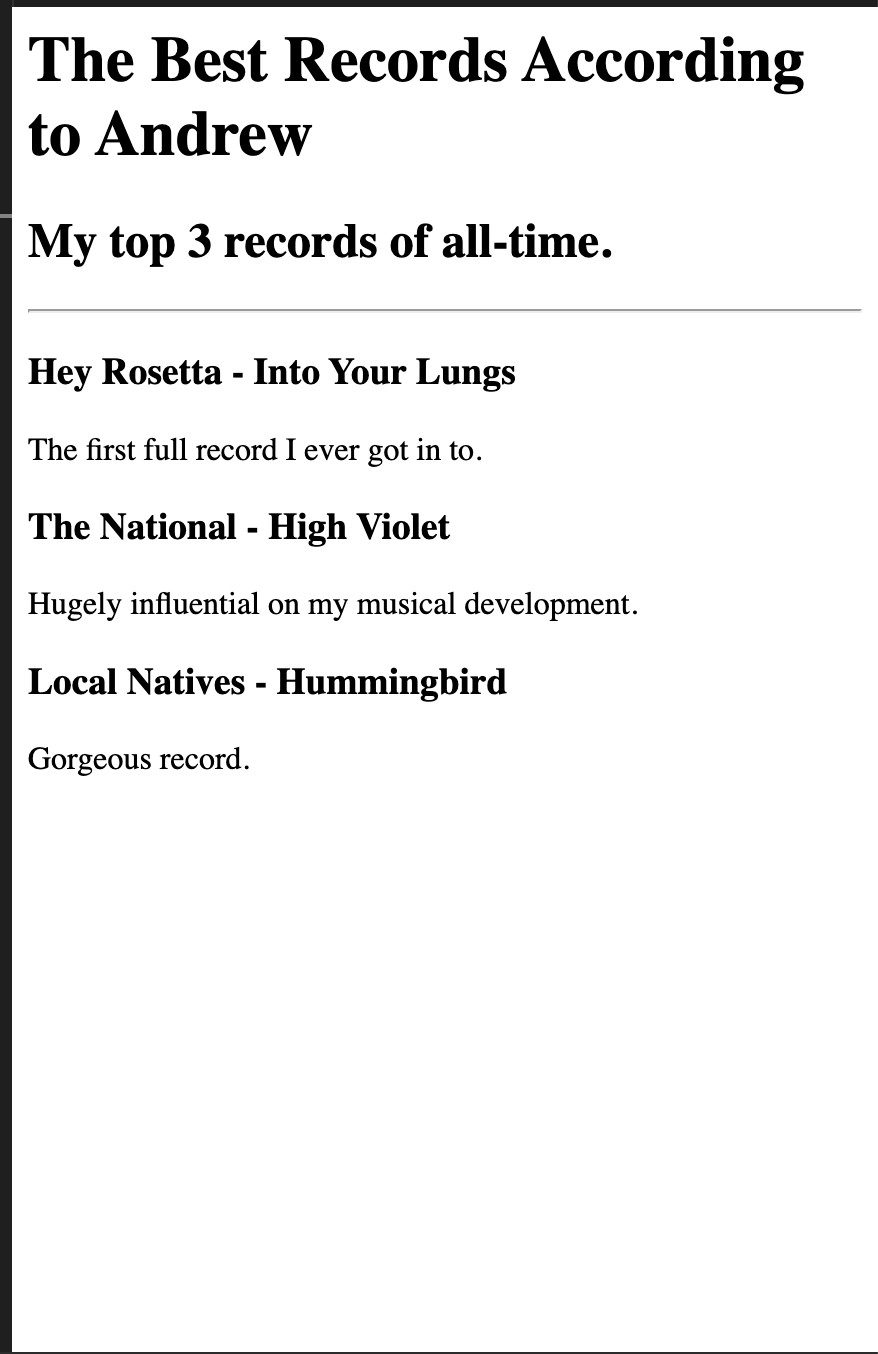 The Best Records According
to Andrew
My top 3 records of all-time.
Hey Rosetta - Into Your Lungs
The first full record I ever got in to.
The National - High Violet
Hugely influential on my musical development.
Local Natives - Hummingbird
Gorgeous record.